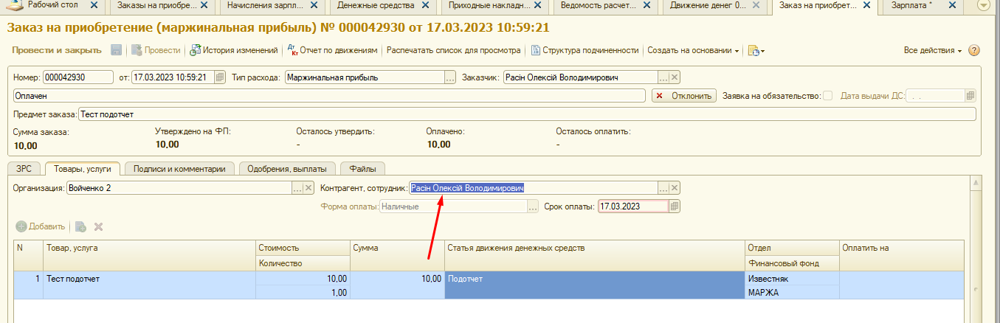 Рабочий стол Заказы на приобре... Начисления зарпл... Денежные средства Приходные накладн... Ведомость расчет... Движение денег 0... Заказ на приобрет... Зарплата *
Заказ на приобретение (маржинальная прибыль) № 000042930 от 17.03.2023 10:59:21
Провести и закрыть Провести История изменений Дт Кт Отчет по движениям Распечатать список для просмотра Структура подчиненности Создать на основании Все действия ?
Номер: 000042930 от: 17.03.2023 10:59:21 Тип расхода: Маржинальная прибыль ... Заказчик: Расін Олексій Володимирович ...
Оплачен Отклонить Заявка на обязательство: Дата выдачи ДС: . .
Предмет заказа: Тест подотчет
Сумма заказа: Утверждено на ФП: Осталось утвердить: Оплачено: Осталось оплатить:
10,00 10,00 - 10,00 -
ЗРС Товары, услуги Подписи и комментарии Одобрения, выплаты Файлы
Организация: Войченко 2 ... Контрагент, сотрудник: Расін Олексій Володимирович ...
Форма оплаты: Наличные ... Срок оплаты: 17.03.2023
Добавить
N Товар, услуга Стоимость Сумма Статья движения денежных средств Отдел Оплатить на
Количество Финансовый фонд
1 Тест подотчет 10,00 10,00 Подотчет Известняк
1,00 МАРЖА